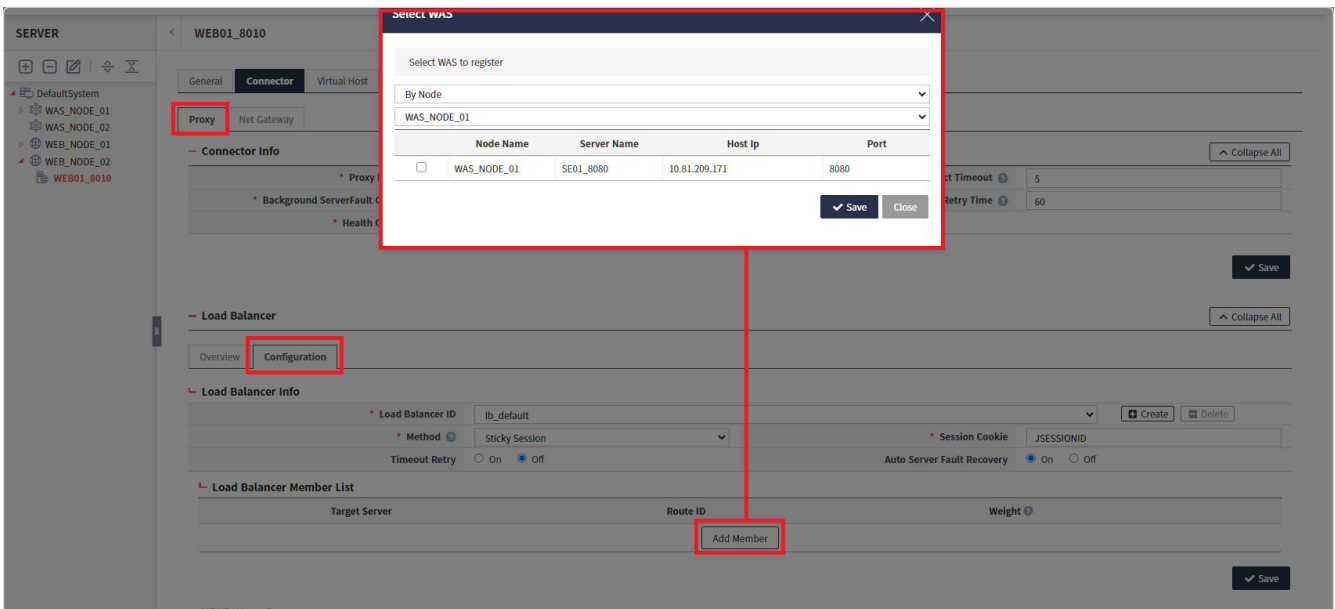 SERVER
WEB01_8010
DefaultSystem
WAS_NODE_01
WAS_NODE_02
WEB_NODE_01
WEB_NODE_02
WEB01_8010
General Connector Virtual Host
Proxy Net Gateway
Select WAS
Select WAS to register
By Node
WAS_NODE_01
Node Name Server Name Host Ip Port
WAS_NODE_01 SE01_8080 10.81.209.171 8080
Save Close
Connector Info Collapse All
* Proxy ct Timeout 5
* Background ServerFault Retry Time 60
* Health
Save
Load Balancer Collapse All
Overview Configuration
Load Balancer Info
* Load Balancer ID lb_default Create Delete
* Method Sticky Session * Session Cookie JSESSIONID
Timeout Retry On Off Auto Server Fault Recovery On Off
Load Balancer Member List
Target Server Route ID Weight
Add Member
Save